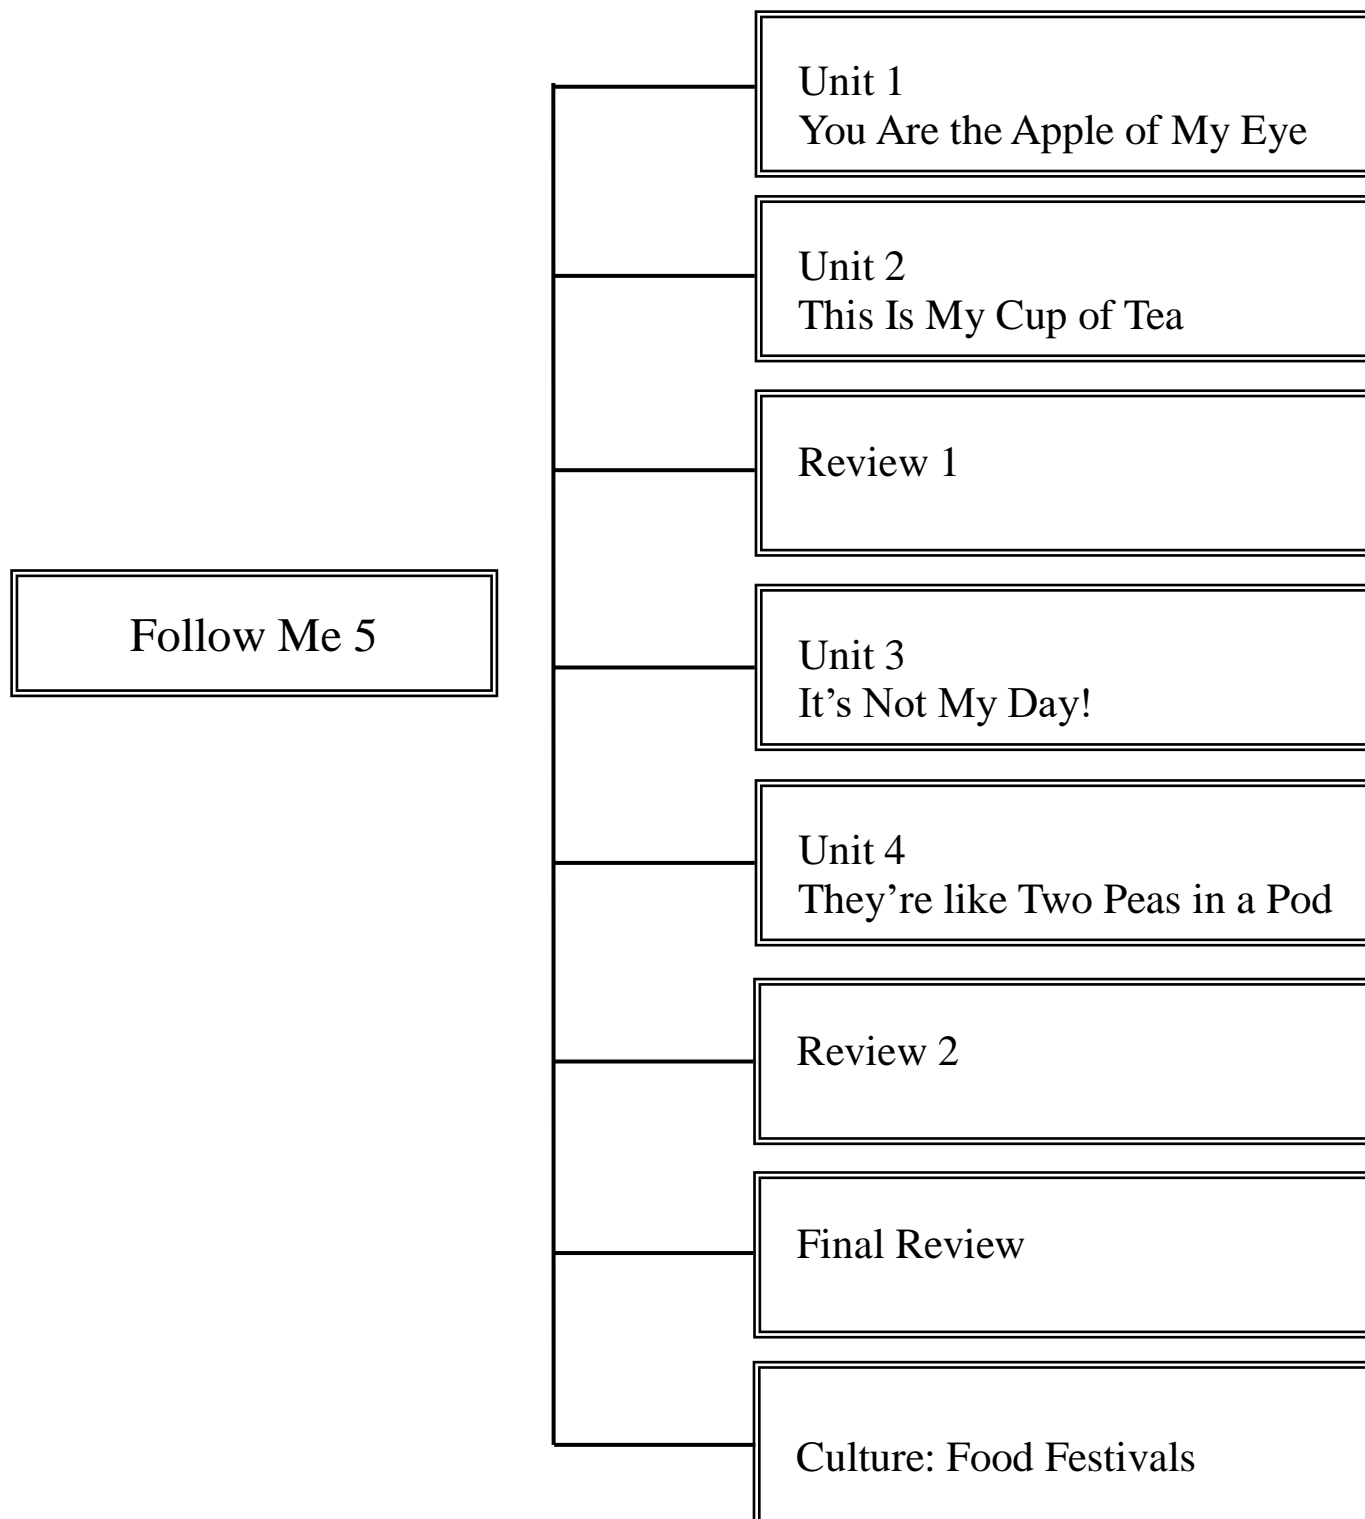 Follow Me 5
Unit 1
You Are the Apple of My Eye
Unit 2
This Is My Cup of Tea
Review 1
Unit 3
It’s Not My Day!
Unit 4
They’re like Two Peas in a Pod
Review 2
Final Review
Culture: Food Festivals